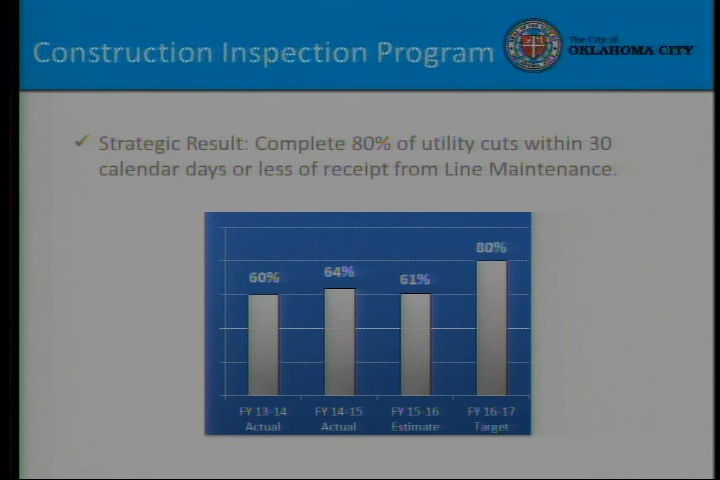 Construction Inspection Program
The City of
OKLAHOMA CITY
✓ Strategic Result: Complete 80% of utility cuts within 30
calendar days or less of receipt from Line Maintenance.
60%
64%
61%
80%
FY 13-14
Actual
FY 14-15
Actual
FY 15-16
Estimate
FY 16-17
Target